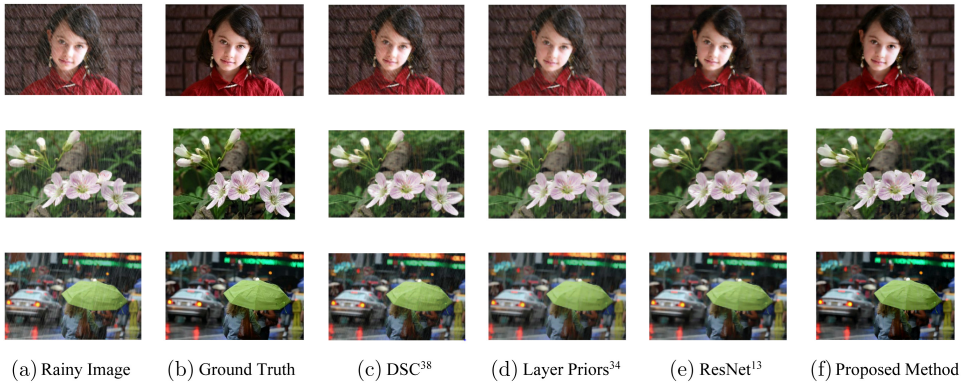 (a) Rainy Image (b) Ground Truth (c) DSC38 (d) Layer Priors34 (e) ResNet13 (f) Proposed Method